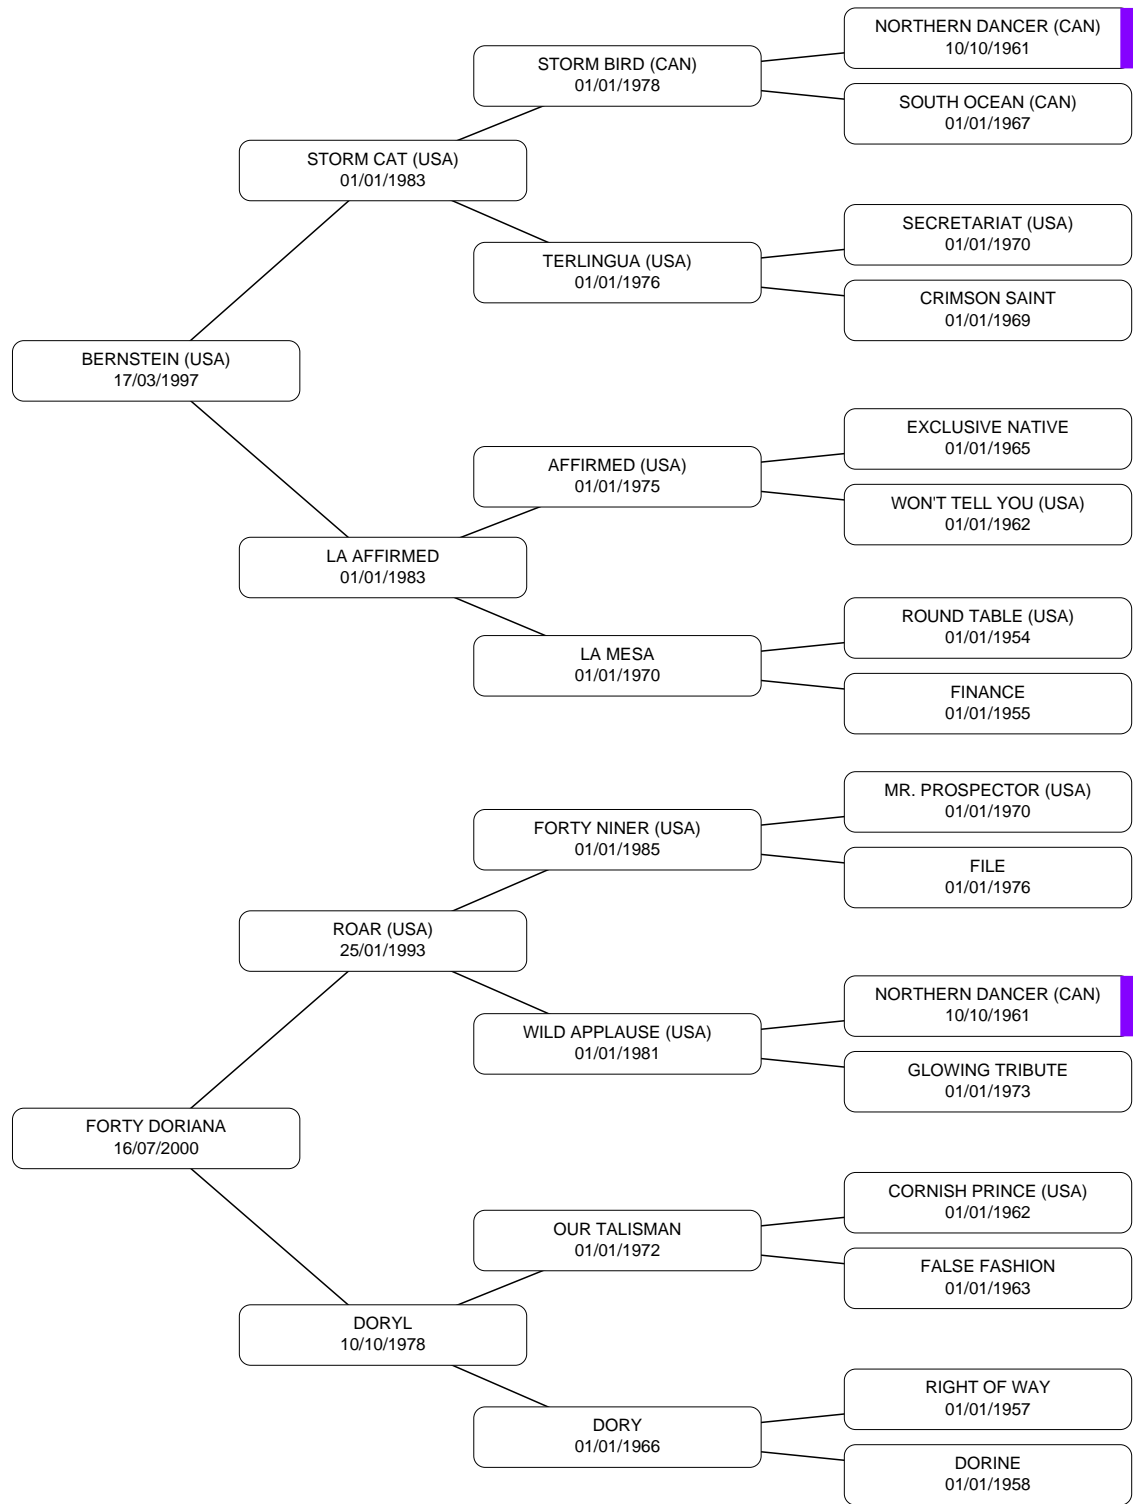 NORTHERN DANCER (CAN)
10/10/1961
STORM BIRD (CAN)
01/01/1978
SOUTH OCEAN (CAN)
01/01/1967
STORM CAT (USA)
01/01/1983
SECRETARIAT (USA)
01/01/1970
TERLINGUA (USA)
01/01/1976
CRIMSON SAINT
01/01/1969
BERNSTEIN (USA)
17/03/1997
EXCLUSIVE NATIVE
01/01/1965
AFFIRMED (USA)
01/01/1975
WON'T TELL YOU (USA)
01/01/1962
LA AFFIRMED
01/01/1983
ROUND TABLE (USA)
01/01/1954
LA MESA
01/01/1970
FINANCE
01/01/1955
MR. PROSPECTOR (USA)
01/01/1970
FORTY NINER (USA)
01/01/1985
FILE
01/01/1976
ROAR (USA)
25/01/1993
NORTHERN DANCER (CAN)
10/10/1961
WILD APPLAUSE (USA)
01/01/1981
GLOWING TRIBUTE
01/01/1973
FORTY DORIANA
16/07/2000
CORNISH PRINCE (USA)
01/01/1962
OUR TALISMAN
01/01/1972
FALSE FASHION
01/01/1963
DORYL
10/10/1978
RIGHT OF WAY
01/01/1957
DORY
01/01/1966
DORINE
01/01/1958